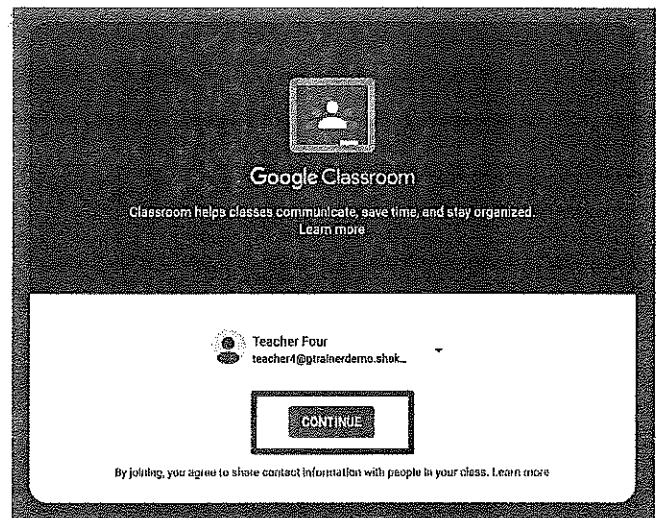 Google Classroom
Classroom helps classes communicate, save time, and stay organized.
Learn more
Teacher Four
teacher4@gtrainerdemo.shok...
CONTINUE
By joining, you agree to share contact information with people in your class. Learn more